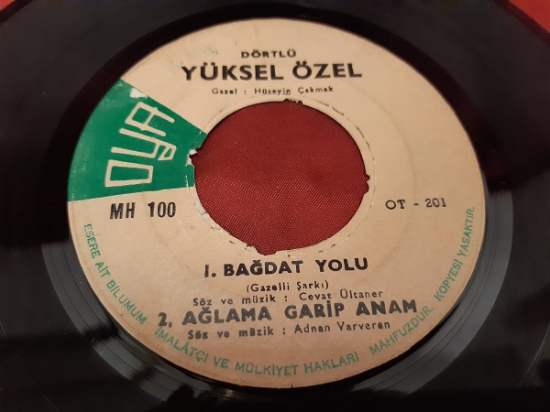 DÖRTLÜ
YÜKSEL ÖZEL
Gazel : Hüseyin Çakmak
OYA
MH 100
OT - 201
1. BAĞDAT YOLU
(Gazelli Şarkı)
Söz ve müzik : Cevat Ültaner
2. AĞLAMA GARİP ANAM
Söz ve müzik : Adnan Varveren
ESERE AİT BİLUMUM İMALÂTÇI VE MÜLKİYET HAKLARI MAHFUZDUR. KOPYESİ YASAKTIR.